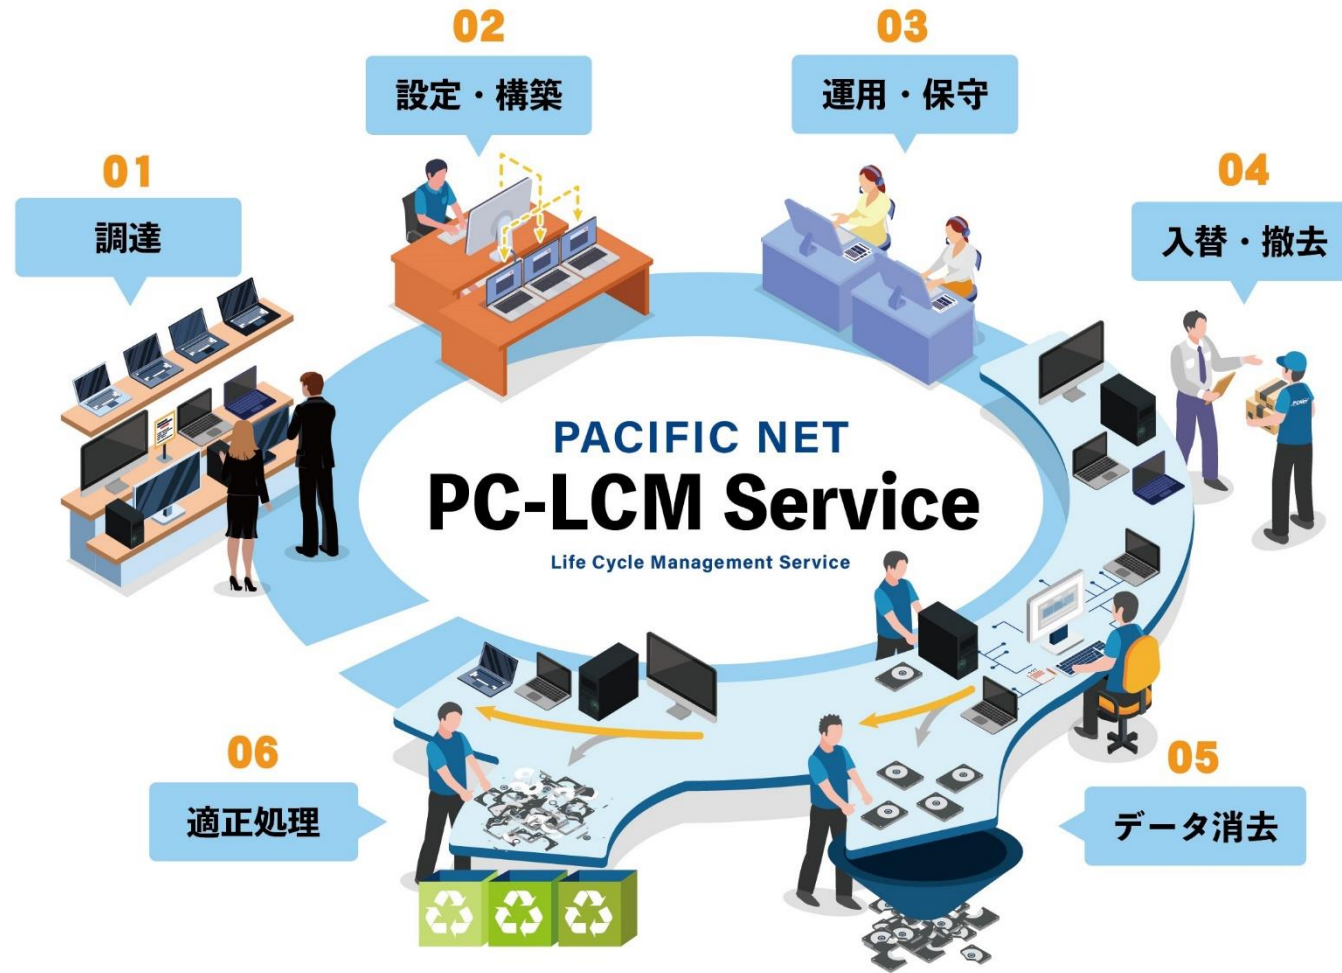 01
調達
02
設定・構築
03
運用・保守
04
入替・撤去
PACIFIC NET
PC-LCM Service
Life Cycle Management Service
05
データ消去
06
適正処理